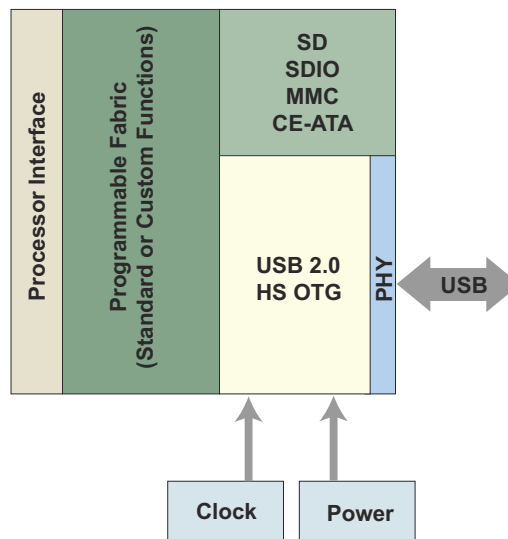 Processor Interface
Programmable Fabric
(Standard or Custom Functions)
SD
SDIO
MMC
CE-ATA
USB 2.0
HS OTG
PHY
USB
Clock
Power